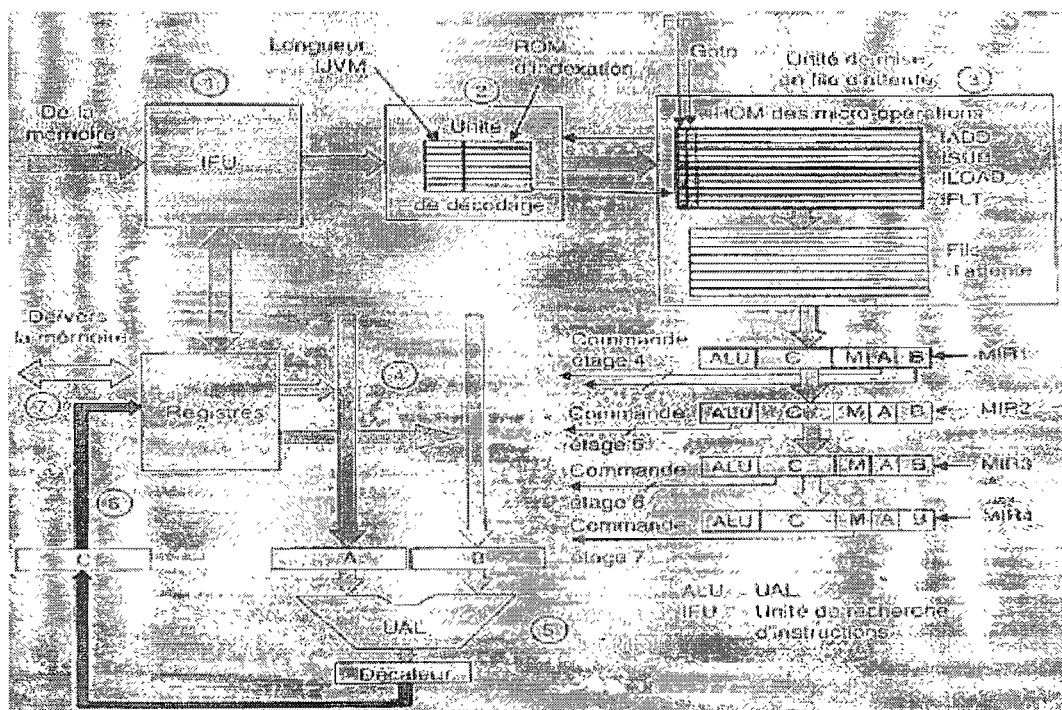 Longueur
IJVM
ROM
d'indexation
Goto
Unité de mise
en file d'attente
1
2
3
De la
mémoire
IFU
Unité
de décodage
ROM des micro-opérations
IADD
ISUB
ILOAD
IFLT
File
d'attente
De/vers
la mémoire
7
Registres
4
Commande
étage 4
ALU C M A B
MIR1
Commande
étage 5
ALU C M A B
MIR2
Commande
étage 6
ALU C M A B
MIR3
Commande
étage 7
ALU C M A B
MIR4
6
C
A
B
UAL
5
Décaleur
ALU - UAL
IFU - Unité de recherche
d'instructions